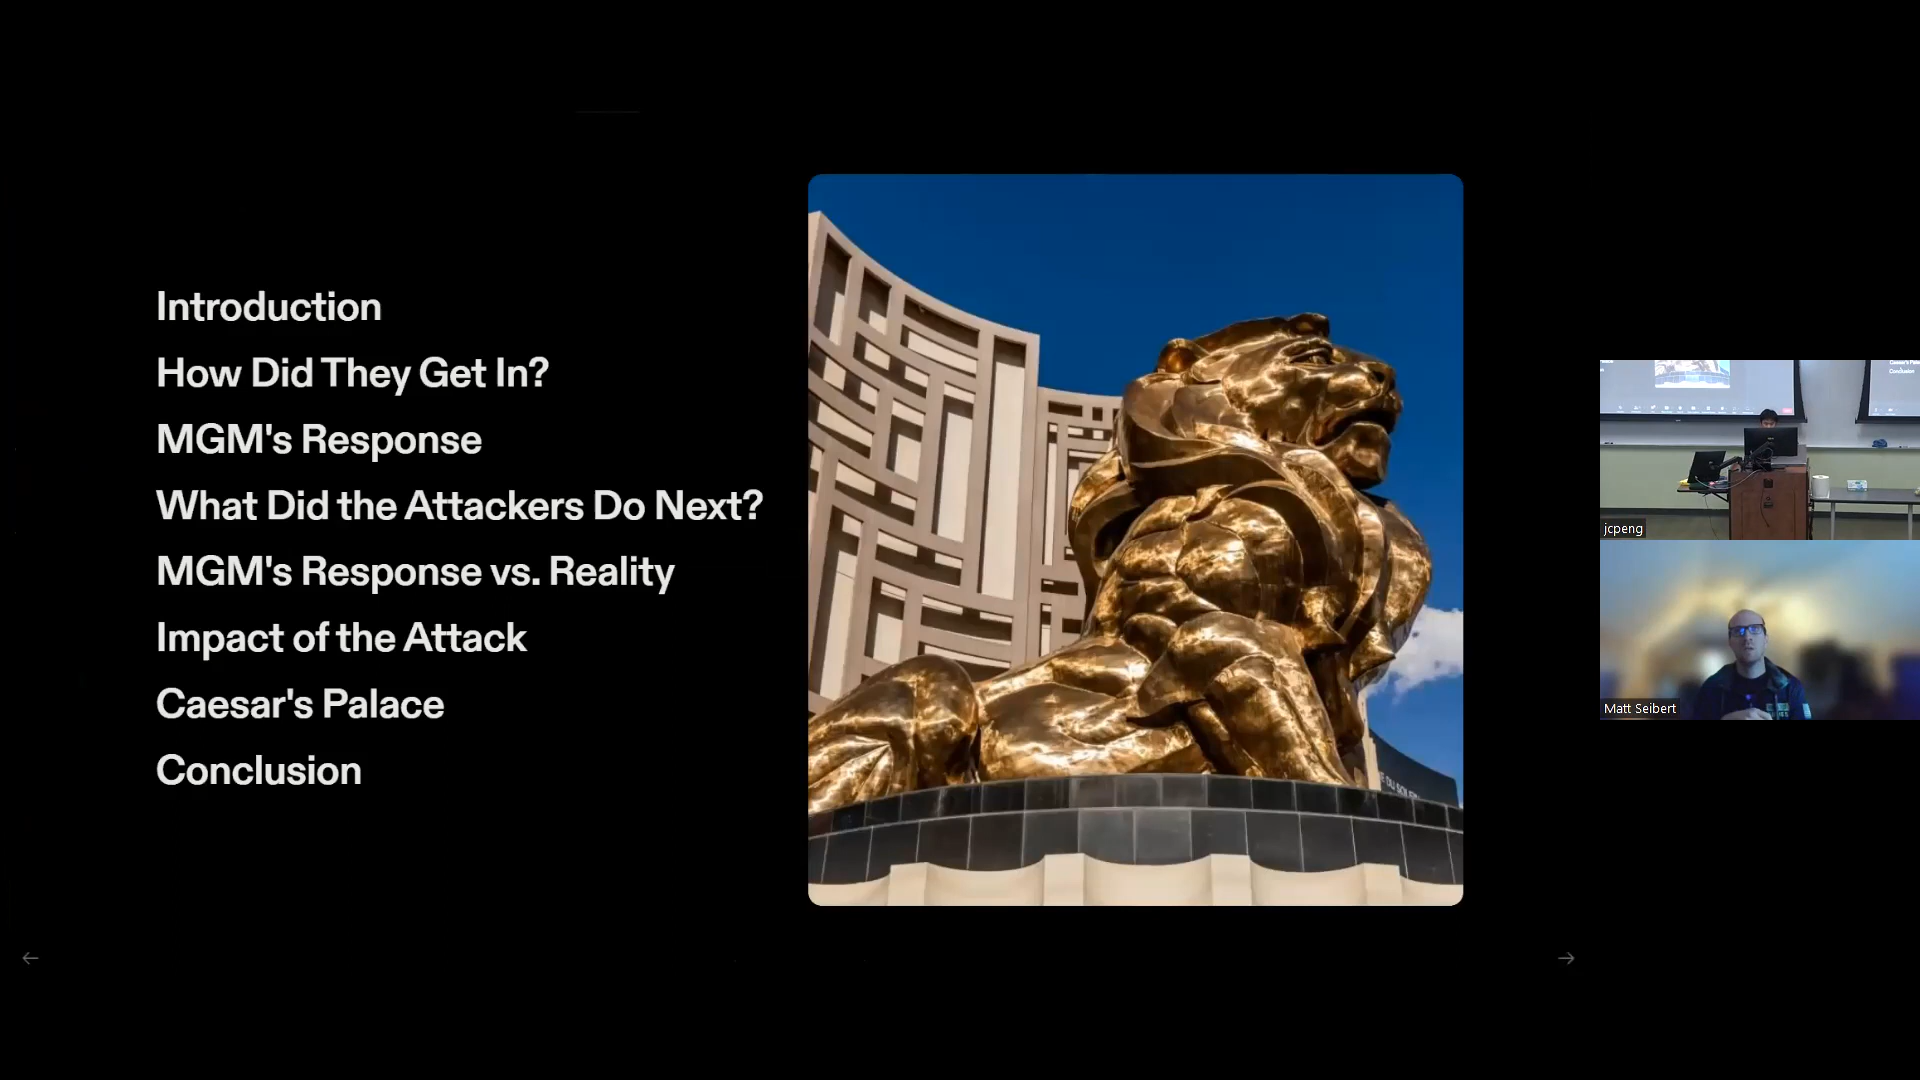 Introduction
How Did They Get In?
MGM's Response
What Did the Attackers Do Next?
MGM's Response vs. Reality
Impact of the Attack
Caesar's Palace
Conclusion
Conclusion
jcpeng
Matt Seibert